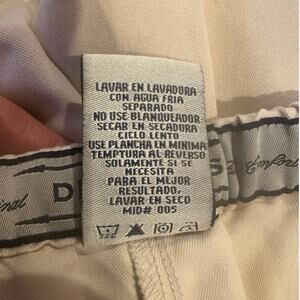 LAVAR EN LAVADORA
CON AGUA FRIA
SEPARADO
NO USE BLANQUEADOR
SECAR EN SECADORA
CICLO LENTO
USE PLANCHA EN MINIMA
TEMPTURA AL REVERSO
SOLAMENTE SI SE
NECESITA
PARA EL MEJOR
RESULTADO,
LAVAR EN SECO
MID# 005
inal
D
S